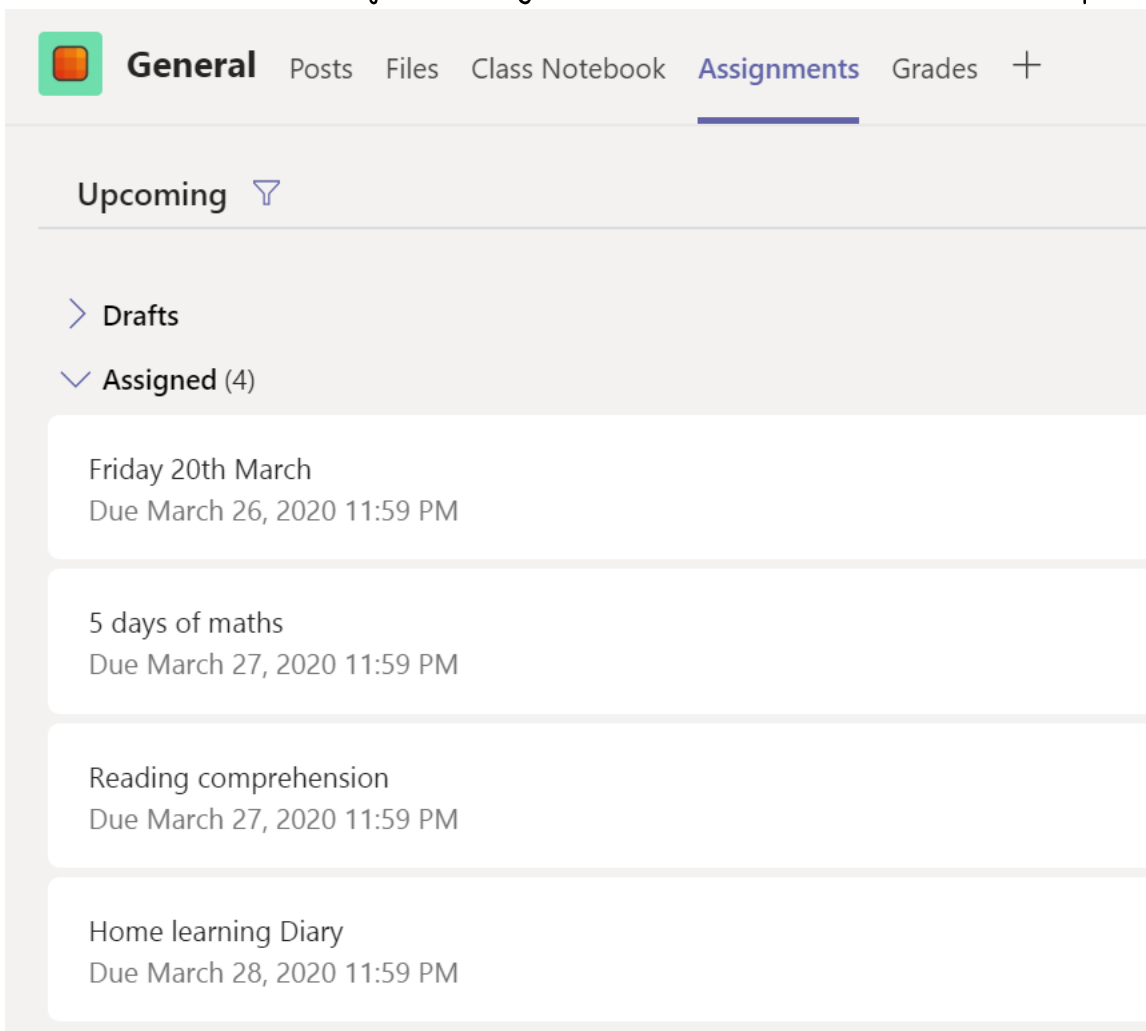 General Posts Files Class Notebook Assignments Grades
Upcoming
Drafts
Assigned (4)
Friday 20th March
Due March 26, 2020 11:59 PM
5 days of maths
Due March 27, 2020 11:59 PM
Reading comprehension
Due March 27, 2020 11:59 PM
Home learning Diary
Due March 28, 2020 11:59 PM